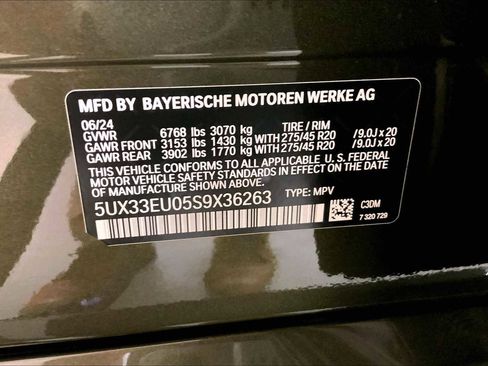 MFD BY BAYERISCHE MOTOREN WERKE AG
06/24 TIRE / RIM
GVWR 6768 lbs 3070 kg
GAWR FRONT 3153 lbs 1430 kg WITH 275/45 R20 / 9.0J x 20
GAWR REAR 3902 lbs 1770 kg WITH 275/45 R20 / 9.0J x 20
THIS VEHICLE CONFORMS TO ALL APPLICABLE U. S. FEDERAL
MOTOR VEHICLE SAFETY STANDARDS IN EFFECT ON THE DATE
OF MANUFACTURE SHOWN ABOVE.
5UX33EU05S9X36263 TYPE: MPV
C3DM
7 320 729